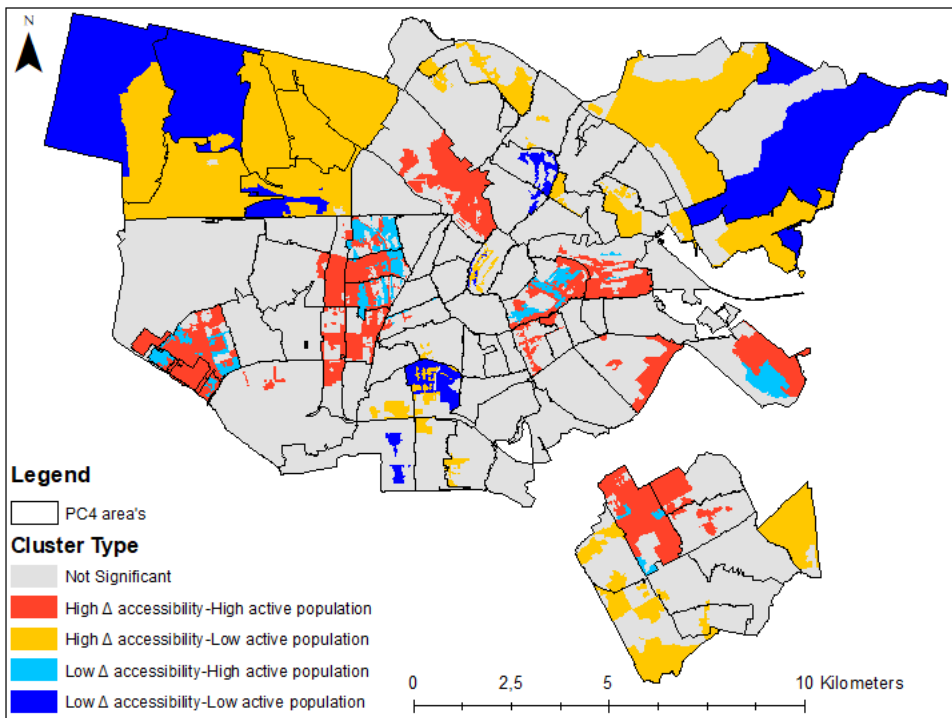 N
Legend
PC4 area's
Cluster Type
Not Significant
High Δ accessibility-High active population
High Δ accessibility-Low active population
Low Δ accessibility-High active population
Low Δ accessibility-Low active population
0 2,5 5 10 Kilometers